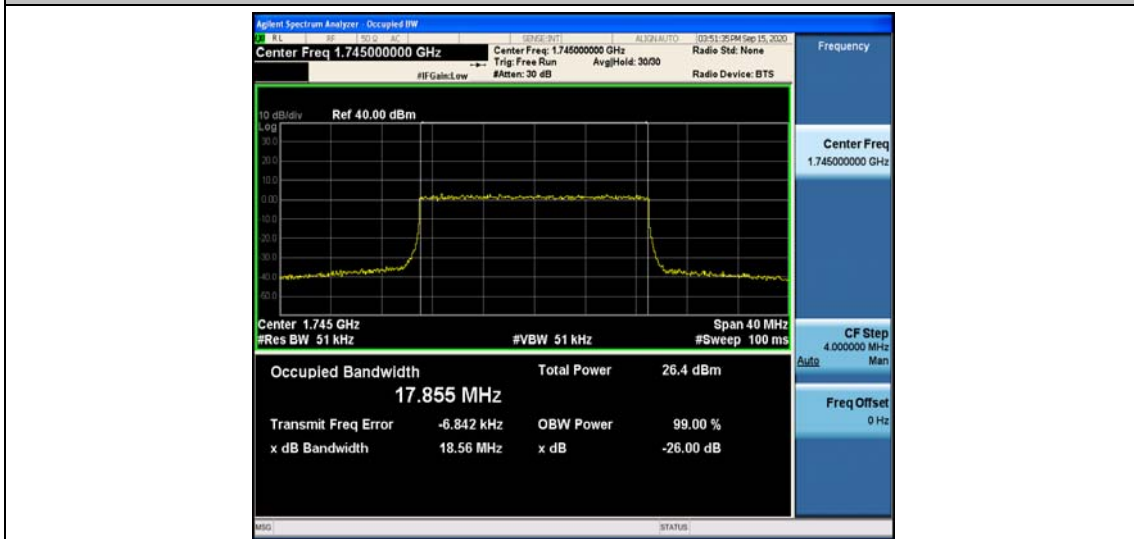 Agilent Spectrum Analyzer - Occupied BW
RL RF 50 Ω AC SENSE:INT ALIGN AUTO 03:51:35 PM Sep 15, 2020
Center Freq 1.745000000 GHz
Center Freq: 1.745000000 GHz
Radio Std: None
Trig: Free Run Avg|Hold: 30/30
#IFGain:Low #Atten: 30 dB Radio Device: BTS
Frequency
10 dB/div Ref 40.00 dBm
Log
30.0
20.0
10.0
0.00
10.0
20.0
30.0
40.0
50.0
Center 1.745 GHz Span 40 MHz
#Res BW 51 kHz #VBW 51 kHz #Sweep 100 ms
Occupied Bandwidth Total Power 26.4 dBm
17.855 MHz
Transmit Freq Error -6.842 kHz OBW Power 99.00 %
x dB Bandwidth 18.56 MHz x dB -26.00 dB
Center Freq
1.745000000 GHz
CF Step
4.000000 MHz
Auto Man
Freq Offset
0 Hz
MSG STATUS